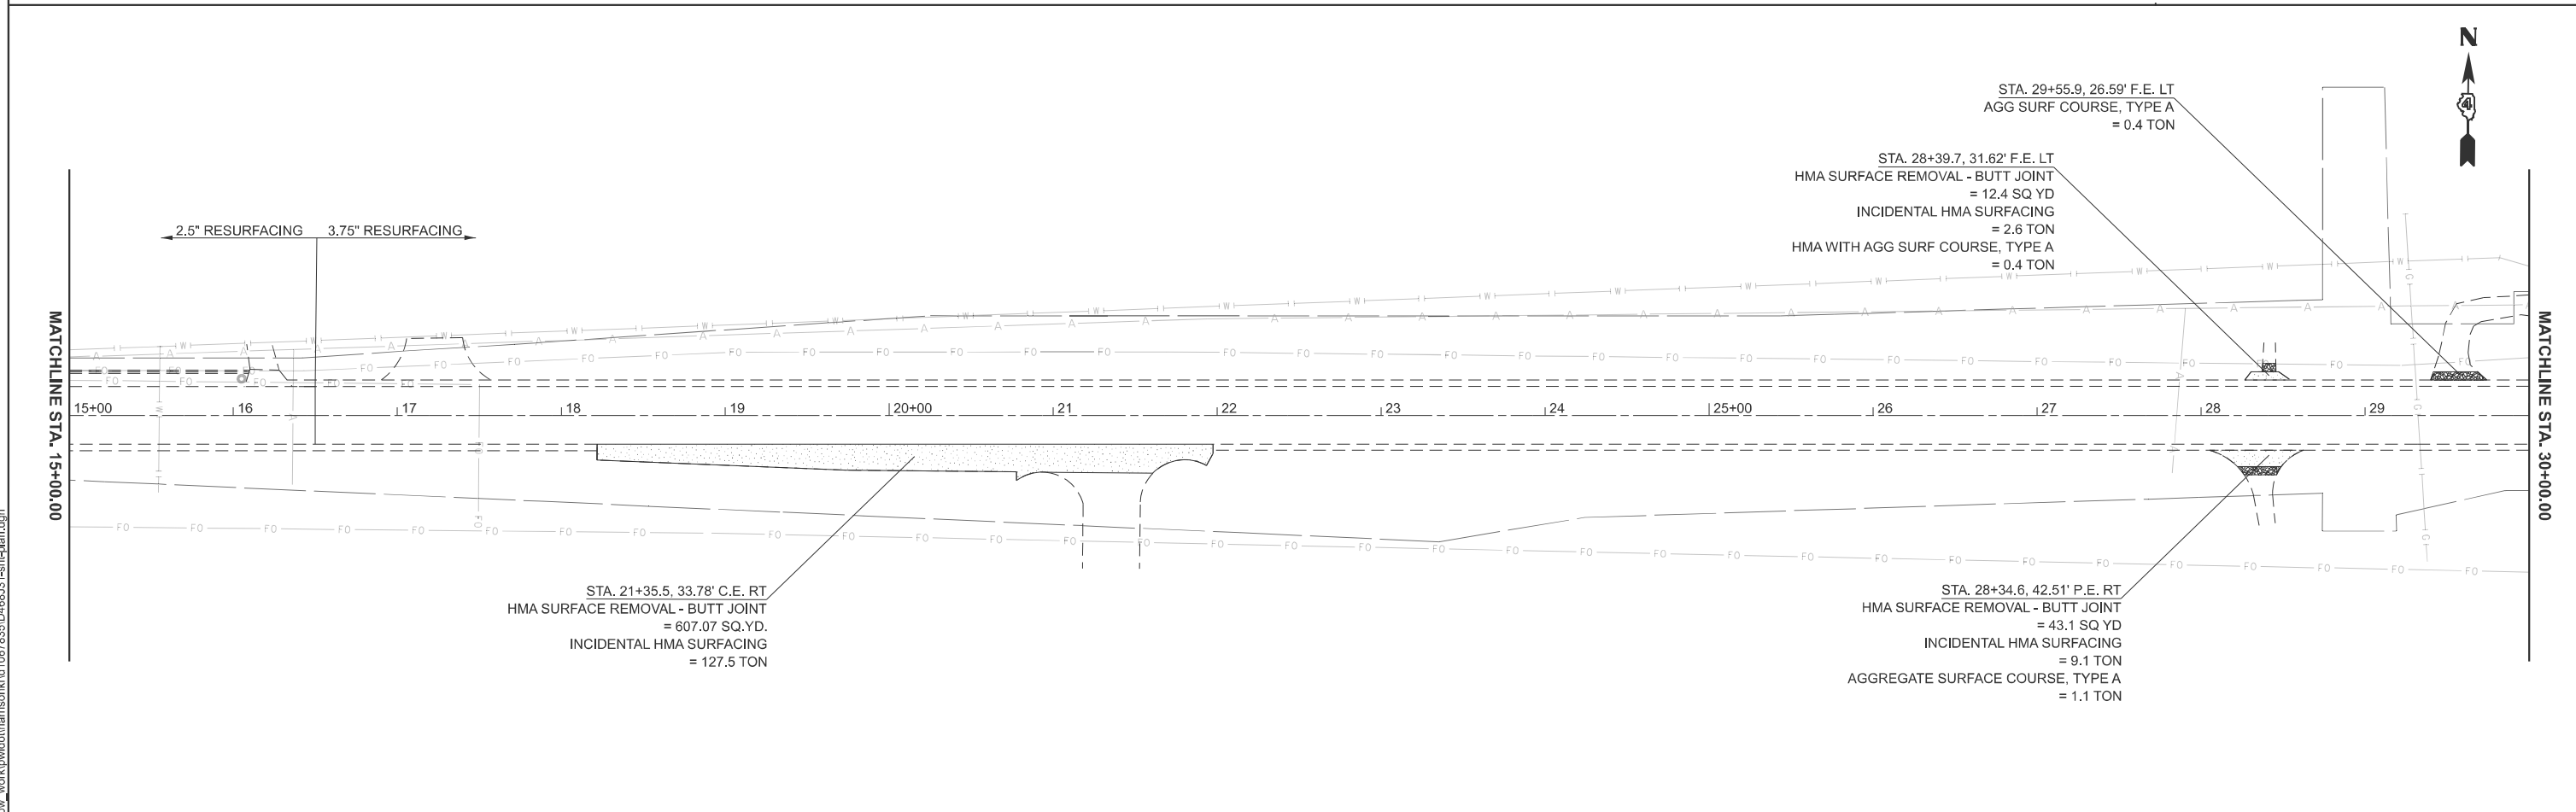 N
4
STA. 29+55.9, 26.59' F.E. LT
AGG SURF COURSE, TYPE A
= 0.4 TON
STA. 28+39.7, 31.62' F.E. LT
HMA SURFACE REMOVAL - BUTT JOINT
= 12.4 SQ YD
INCIDENTAL HMA SURFACING
= 2.6 TON
HMA WITH AGG SURF COURSE, TYPE A
= 0.4 TON
2.5" RESURFACING 3.75" RESURFACING
MATCHLINE STA. 15+00.00
15+00 16 17 18 19 20+00 21 22 23 24 25+00 26 27 28 29
MATCHLINE STA. 30+00.00
STA. 21+35.5, 33.78' C.E. RT
HMA SURFACE REMOVAL - BUTT JOINT
= 607.07 SQ.YD.
INCIDENTAL HMA SURFACING
= 127.5 TON
STA. 28+34.6, 42.51' P.E. RT
HMA SURFACE REMOVAL - BUTT JOINT
= 43.1 SQ YD
INCIDENTAL HMA SURFACING
= 9.1 TON
AGGREGATE SURFACE COURSE, TYPE A
= 1.1 TON